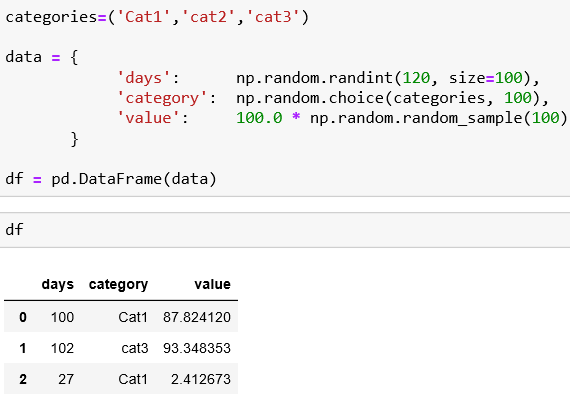 categories=('Cat1','cat2','cat3')
data = {
'days': np.random.randint(120, size=100),
'category': np.random.choice(categories, 100),
'value': 100.0 * np.random.random_sample(100)
}
df = pd.DataFrame(data)
df
days category value
0 100 Cat1 87.824120
1 102 cat3 93.348353
2 27 Cat1 2.412673